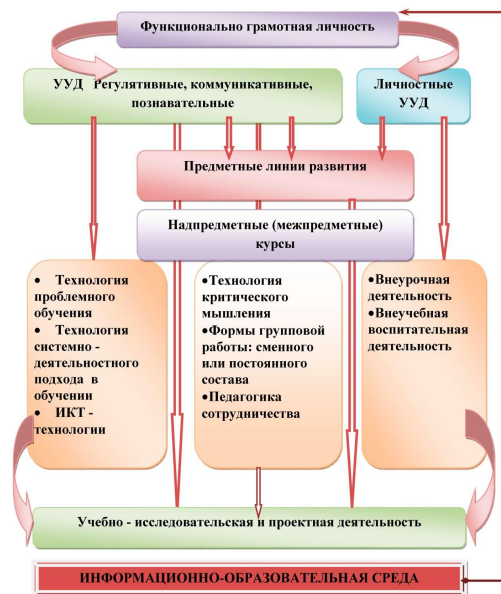 Функционально грамотная личность
УУД Регулятивные, коммуникативные,
познавательные
Личностные
УУД
Предметные линии развития
Надпредметные (межпредметные)
курсы
• Технология
проблемного
обучения
• Технология
системно -
деятельностного
подхода в
обучении
• ИКТ -
технологии
•Технология
критического
мышления
•Формы групповой
работы: сменного
или постоянного
состава
•Педагогика
сотрудничества
•Внеурочная
деятельность
•Внеучебная
воспитательная
деятельность
Учебно - исследовательская и проектная деятельность
ИНФОРМАЦИОННО-ОБРАЗОВАТЕЛЬНАЯ СРЕДА